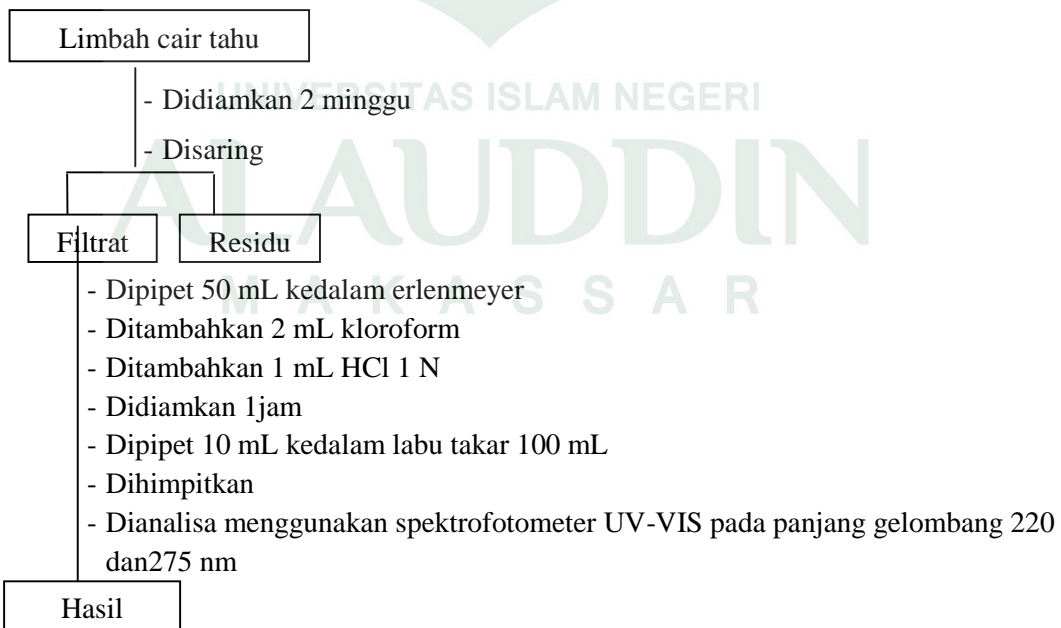 Limbah cair tahu
UNIVERSITAS ISLAM NEGERI
- Didiamkan 2 minggu
ALAUDDIN
- Disaring
Filtrat
Residu
MAKASSAR
- Dipipet 50 mL kedalam erlenmeyer
- Ditambahkan 2 mL kloroform
- Ditambahkan 1 mL HCl 1 N
- Didiamkan 1jam
- Dipipet 10 mL kedalam labu takar 100 mL
- Dihimpitkan
- Dianalisa menggunakan spektrofotometer UV-VIS pada panjang gelombang 220
dan275 nm
Hasil